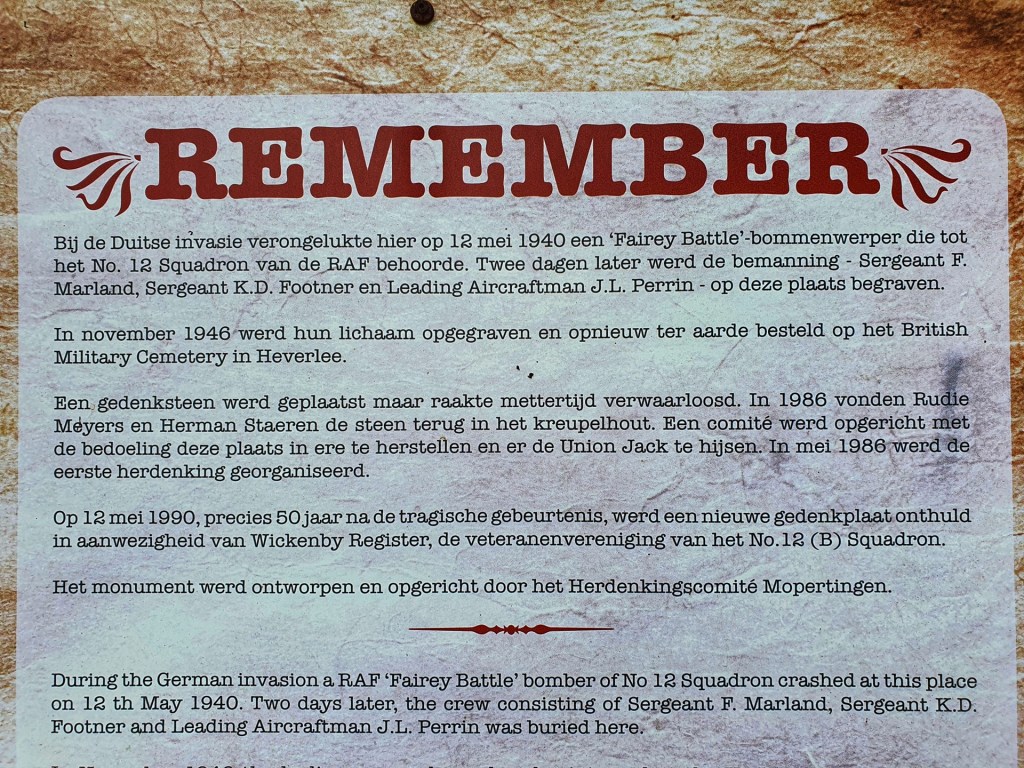 REMEMBER
Bij de Duitse invasie verongelukte hier op 12 mei 1940 een ‘Fairey Battle’-bommenwerper die tot
het No. 12 Squadron van de RAF behoorde. Twee dagen later werd de bemanning - Sergeant F.
Marland, Sergeant K.D. Footner en Leading Aircraftman J.L. Perrin - op deze plaats begraven.
In november 1946 werd hun lichaam opgegraven en opnieuw ter aarde besteld op het British
Military Cemetery in Heverlee.
Een gedenksteen werd geplaatst maar raakte mettertijd verwaarloosd. In 1986 vonden Rudie
Meyers en Herman Staeren de steen terug in het kreupelhout. Een comité werd opgericht met
de bedoeling deze plaats in ere te herstellen en er de Union Jack te hijsen. In mei 1986 werd de
eerste herdenking georganiseerd.
Op 12 mei 1990, precies 50 jaar na de tragische gebeurtenis, werd een nieuwe gedenkplaat onthuld
in aanwezigheid van Wickenby Register, de veteranenvereniging van het No.12 (B) Squadron.
Het monument werd ontworpen en opgericht door het Herdenkingscomité Mopertingen.
During the German invasion a RAF ‘Fairey Battle’ bomber of No 12 Squadron crashed at this place
on 12 th May 1940. Two days later, the crew consisting of Sergeant F. Marland, Sergeant K.D.
Footner and Leading Aircraftman J.L. Perrin was buried here.